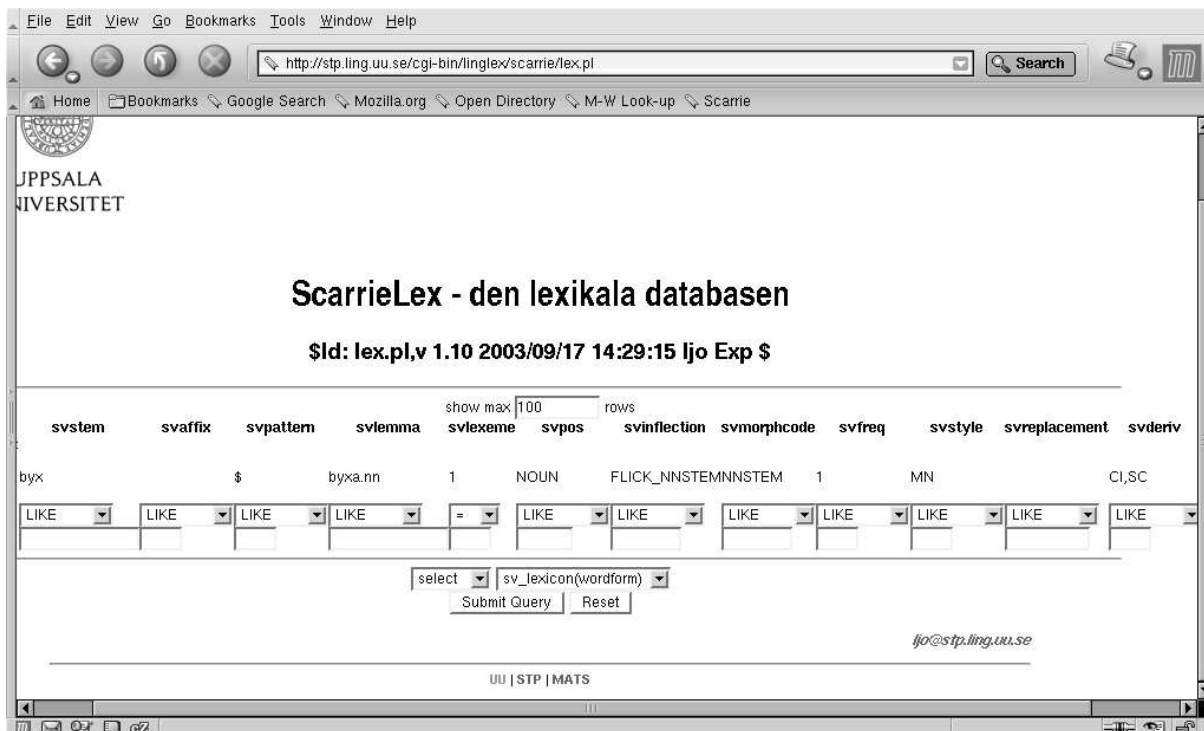 File Edit View Go Bookmarks Tools Window Help
http://stp.ling.uu.se/cgi-bin/linglex/scarrie/lex.pl Search
Home Bookmarks Google Search Mozilla.org Open Directory M-W Look-up Scarrie
UPPSALA
NIVERSITET
ScarrieLex - den lexikala databasen
$Id: lex.pl,v 1.10 2003/09/17 14:29:15 ljo Exp $
show max 100 rows
svstem svaffix svpattern svlemma svlexeme svpos svinflection svmorphcode svfreq svstyle svreplacement svderiv
byx $ byxa.nn 1 NOUN FLICK_NNSTEMNNSTEM 1 MN CI,SC
LIKE LIKE LIKE LIKE = LIKE LIKE LIKE LIKE LIKE LIKE LIKE
select sv_lexicon(wordform)
Submit Query Reset
ljo@stp.ling.uu.se
UU | STP | MATS